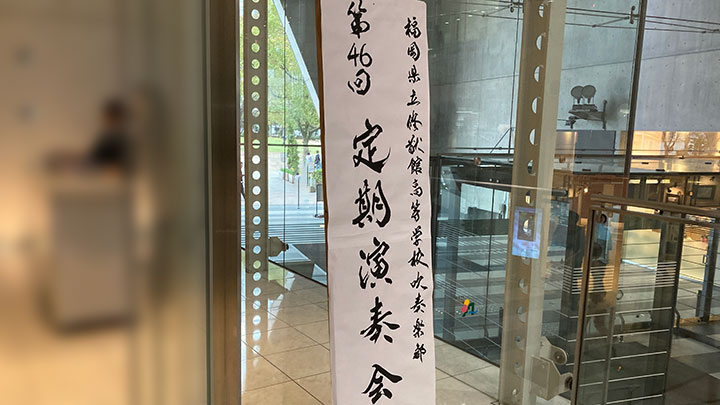 福岡県立修猷館高等学校吹奏楽部
第46回 定期演奏会